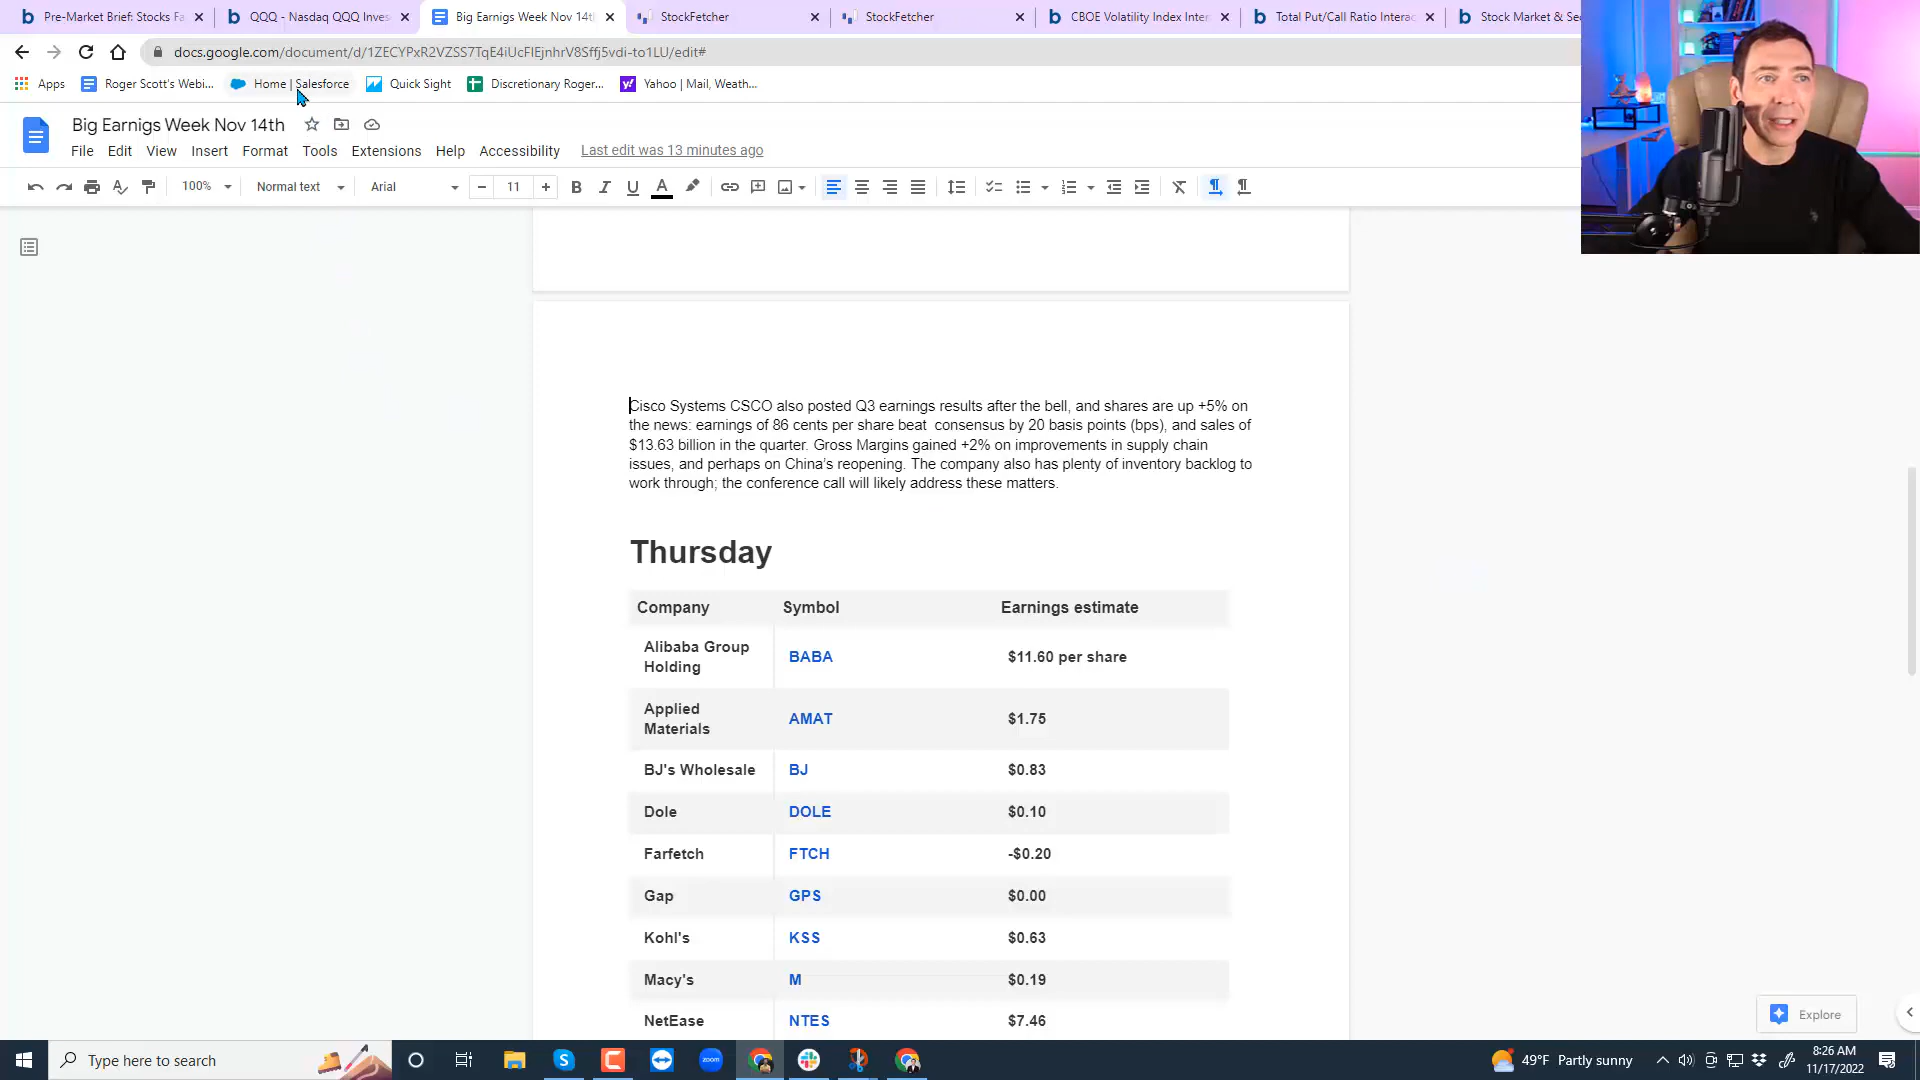 Pre-Market Brief: Stocks Fa
QQQ - Nasdaq QQQ Inves
Big Earnigs Week Nov 14th
StockFetcher
StockFetcher
CBOE Volatility Index Inter
Total Put/Call Ratio Interac
Stock Market & Sec
docs.google.com/document/d/1ZECYPxR2VZSS7TqE4iUcFlEjnhrV8Sffj5vdi-to1LU/edit#
Apps
Roger Scott's Webi...
Home | Salesforce
Quick Sight
Discretionary Roger...
Yahoo | Mail, Weath...
Big Earnigs Week Nov 14th
File Edit View Insert Format Tools Extensions Help Accessibility Last edit was 13 minutes ago
100% Normal text Arial 11
Cisco Systems CSCO also posted Q3 earnings results after the bell, and shares are up +5% on
the news: earnings of 86 cents per share beat consensus by 20 basis points (bps), and sales of
$13.63 billion in the quarter. Gross Margins gained +2% on improvements in supply chain
issues, and perhaps on China's reopening. The company also has plenty of inventory backlog to
work through; the conference call will likely address these matters.
Thursday
Company Symbol Earnings estimate
Alibaba Group
Holding
BABA $11.60 per share
Applied
Materials
AMAT $1.75
BJ's Wholesale BJ $0.83
Dole DOLE $0.10
Farfetch FTCH -$0.20
Gap GPS $0.00
Kohl's KSS $0.63
Macy's M $0.19
NetEase NTES $7.46
Explore
Type here to search
zoom
49°F Partly sunny
8:26 AM
11/17/2022